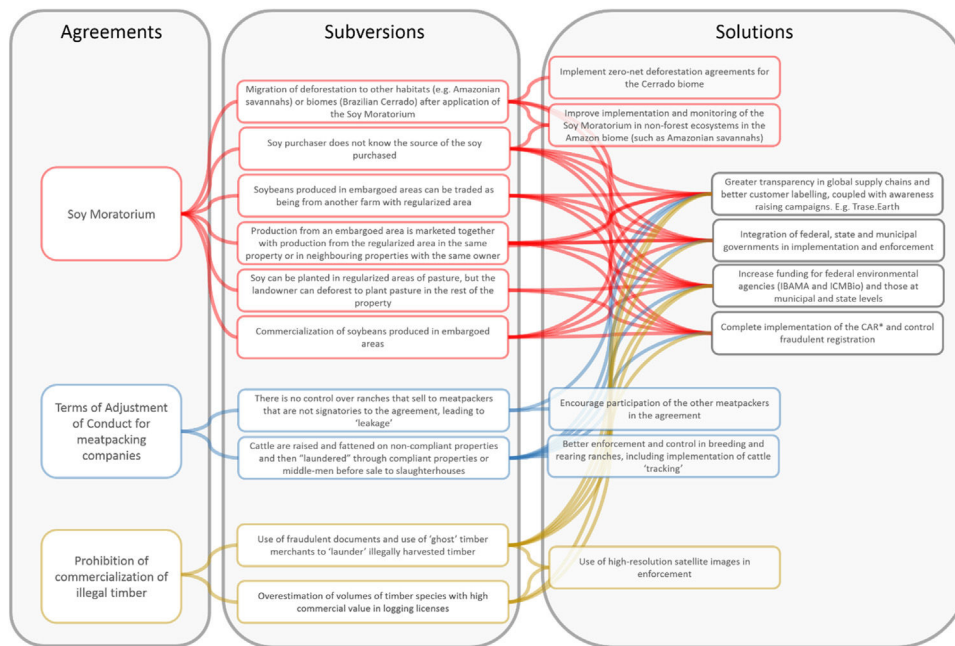 Agreements
Subversions
Solutions
Soy Moratorium
Terms of Adjustment
of Conduct for
meatpacking
companies
Prohibition of
commercialization of
illegal timber
Migration of deforestation to other habitats (e.g. Amazonian
savannahs) or biomes (Brazilian Cerrado) after application of
the Soy Moratorium
Soy purchaser does not know the source of the soy
purchased
Soybeans produced in embargoed areas can be traded as
being from another farm with regularized area
Production from an embargoed area is marketed together
with production from the regularized area in the same
property or in neighbouring properties with the same owner
Soy can be planted in regularized areas of pasture, but the
landowner can deforest to plant pasture in the rest of the
property
Commercialization of soybeans produced in embargoed
areas
There is no control over ranches that sell to meatpackers
that are not signatories to the agreement, leading to
‘leakage’
Cattle are raised and fattened on non-compliant properties
and then “laundered” through compliant properties or
middle-men before sale to slaughterhouses
Use of fraudulent documents and use of ‘ghost’ timber
merchants to ‘launder’ illegally harvested timber
Overestimation of volumes of timber species with high
commercial value in logging licenses
Implement zero-net deforestation agreements for
the Cerrado biome
Improve implementation and monitoring of the
Soy Moratorium in non-forest ecosystems in the
Amazon biome (such as Amazonian savannahs)
Greater transparency in global supply chains and
better customer labelling, coupled with awareness
raising campaigns. E.g. Trase.Earth
Integration of federal, state and municipal
governments in implementation and enforcement
Increase funding for federal environmental
agencies (IBAMA and ICMBio) and those at
municipal and state levels
Complete implementation of the CAR* and control
fraudulent registration
Encourage participation of the other meatpackers
in the agreement
Better enforcement and control in breeding and
rearing ranches, including implementation of cattle
‘tracking’
Use of high-resolution satellite images in
enforcement